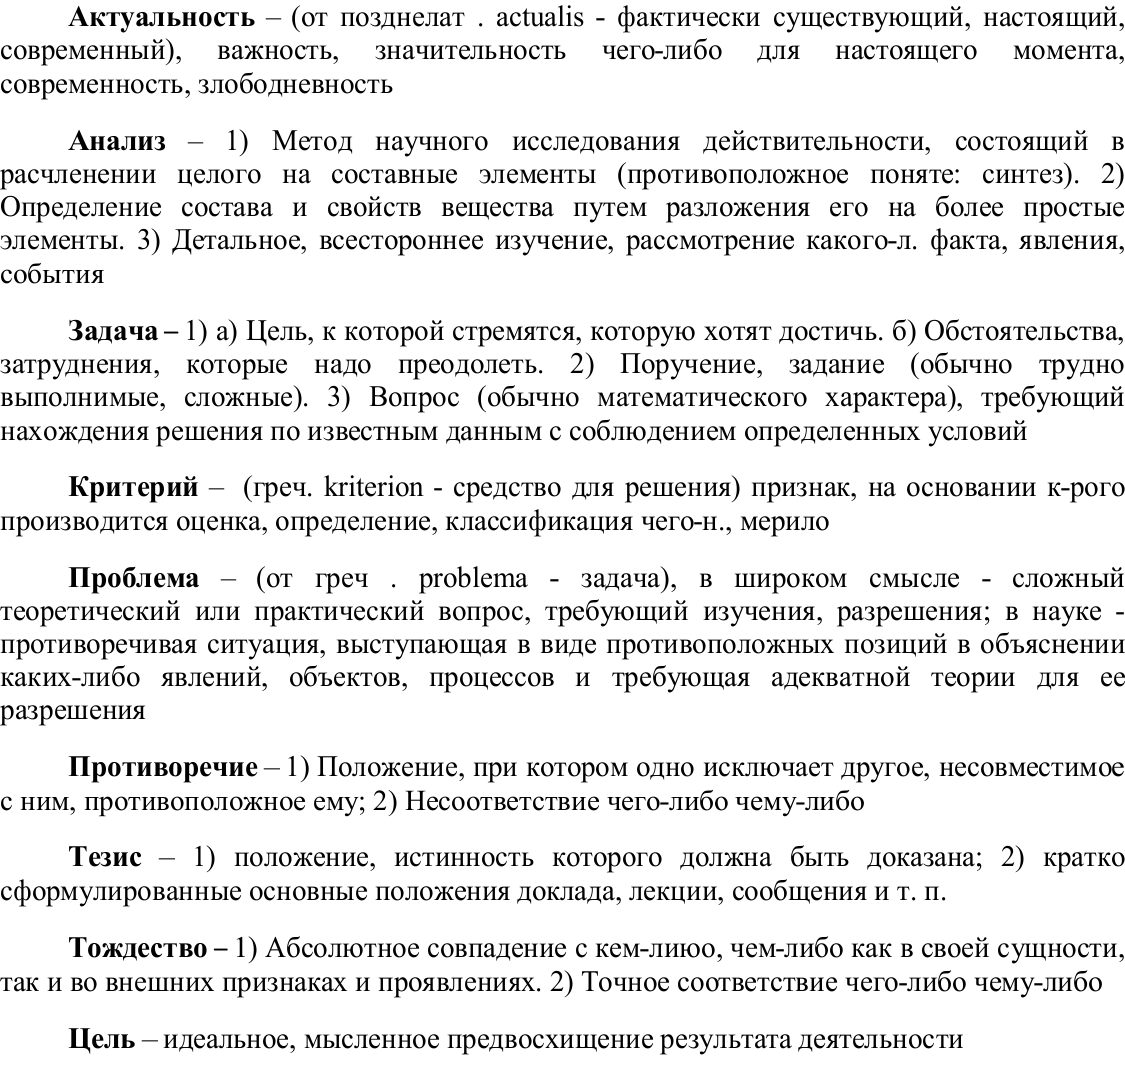 Актуальность – (от позднелат . actualis - фактически существующий, настоящий,
современный), важность, значительность чего-либо для настоящего момента,
современность, злободневность
Анализ – 1) Метод научного исследования действительности, состоящий в
расчленении целого на составные элементы (противоположное поняте: синтез). 2)
Определение состава и свойств вещества путем разложения его на более простые
элементы. 3) Детальное, всестороннее изучение, рассмотрение какого-л. факта, явления,
события
Задача – 1) а) Цель, к которой стремятся, которую хотят достичь. б) Обстоятельства,
затруднения, которые надо преодолеть. 2) Поручение, задание (обычно трудно
выполнимые, сложные). 3) Вопрос (обычно математического характера), требующий
нахождения решения по известным данным с соблюдением определенных условий
Критерий – (греч. kriterion - средство для решения) признак, на основании к-рого
производится оценка, определение, классификация чего-н., мерило
Проблема – (от греч . problema - задача), в широком смысле - сложный
теоретический или практический вопрос, требующий изучения, разрешения; в науке -
противоречивая ситуация, выступающая в виде противоположных позиций в объяснении
каких-либо явлений, объектов, процессов и требующая адекватной теории для ее
разрешения
Противоречие – 1) Положение, при котором одно исключает другое, несовместимое
с ним, противоположное ему; 2) Несоответствие чего-либо чему-либо
Тезис – 1) положение, истинность которого должна быть доказана; 2) кратко
сформулированные основные положения доклада, лекции, сообщения и т. п.
Тождество – 1) Абсолютное совпадение с кем-лиюо, чем-либо как в своей сущности,
так и во внешних признаках и проявлениях. 2) Точное соответствие чего-либо чему-либо
Цель – идеальное, мысленное предвосхищение результата деятельности